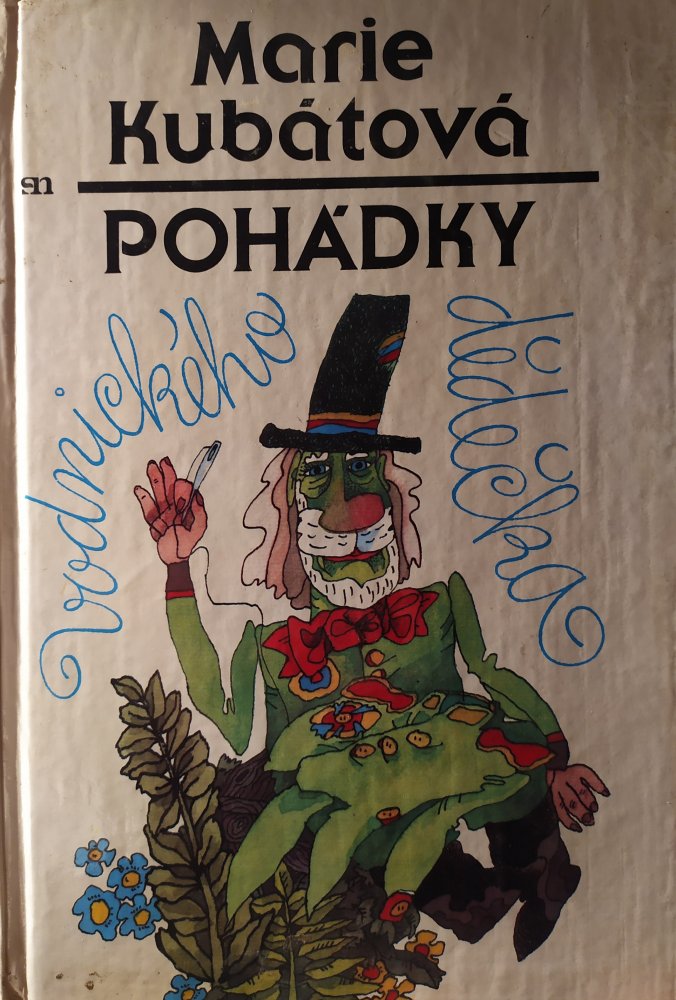 Marie
Kubátová
sn
POHÁDKY
vodnického
dědečka